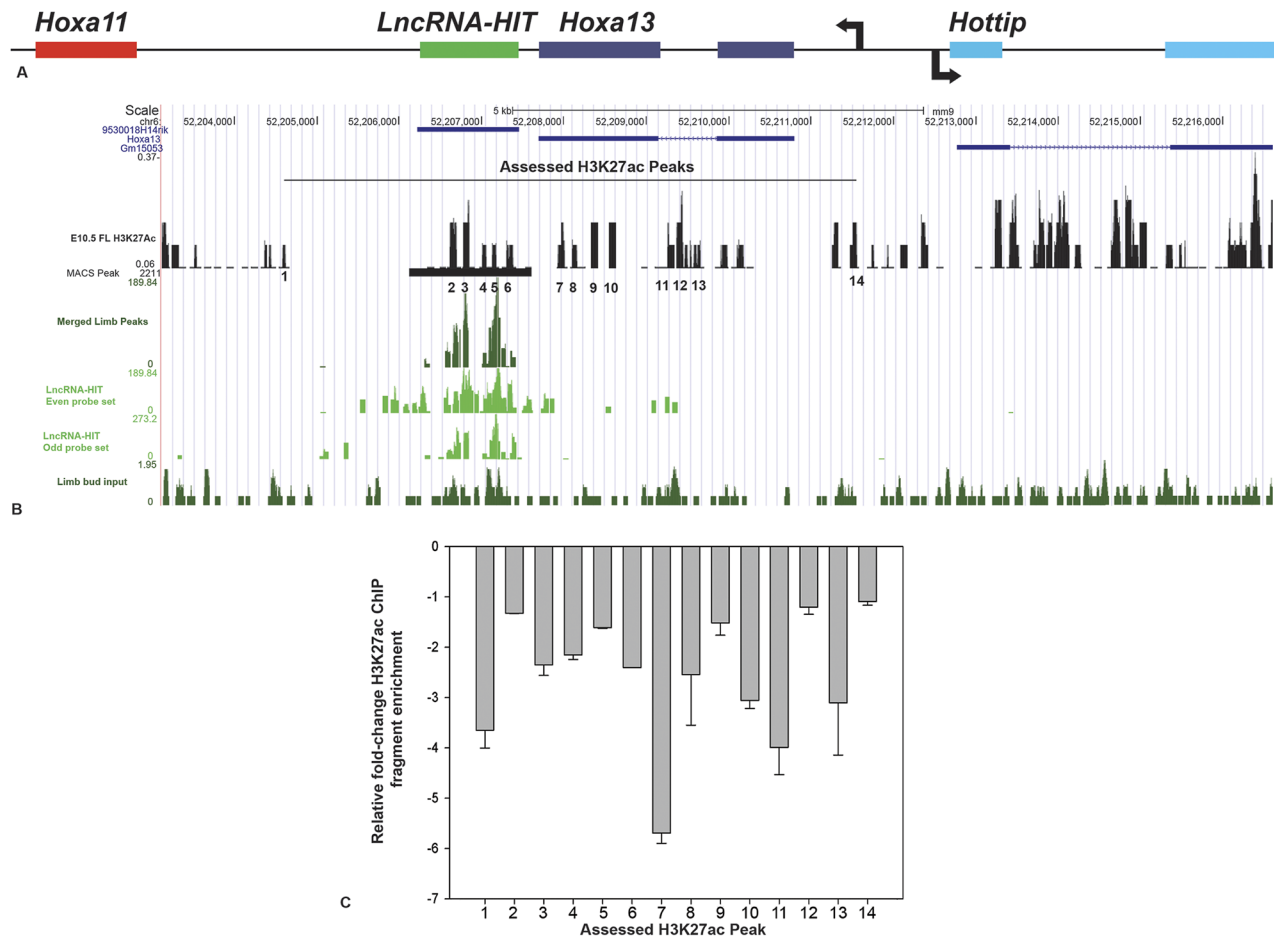 Hoxa11 LncRNA-HIT Hoxa13 Hottip
A
Scale 5 kb mm9
chr6: 52,204,000 52,205,000 52,206,000 52,207,000 52,208,000 52,209,000 52,210,000 52,211,000 52,212,000 52,213,000 52,214,000 52,215,000 52,216,000
9530018H14rik
Hoxa13
Gm15053
0.37
Assessed H3K27ac Peaks
E10.5 FL H3K27Ac
0.06
MACS Peak 2211
1 2 3 4 5 6 7 8 9 10 11 12 13 14
189.84
Merged Limb Peaks
0
189.84
LncRNA-HIT
Even probe set
0
273.2
LncRNA-HIT
Odd probe set
0
1.95
Limb bud input
0
B
Relative fold-change H3K27ac ChIP
fragment enrichment
0
-1
-2
-3
-4
-5
-6
-7
1 2 3 4 5 6 7 8 9 10 11 12 13 14
Assessed H3K27ac Peak
C